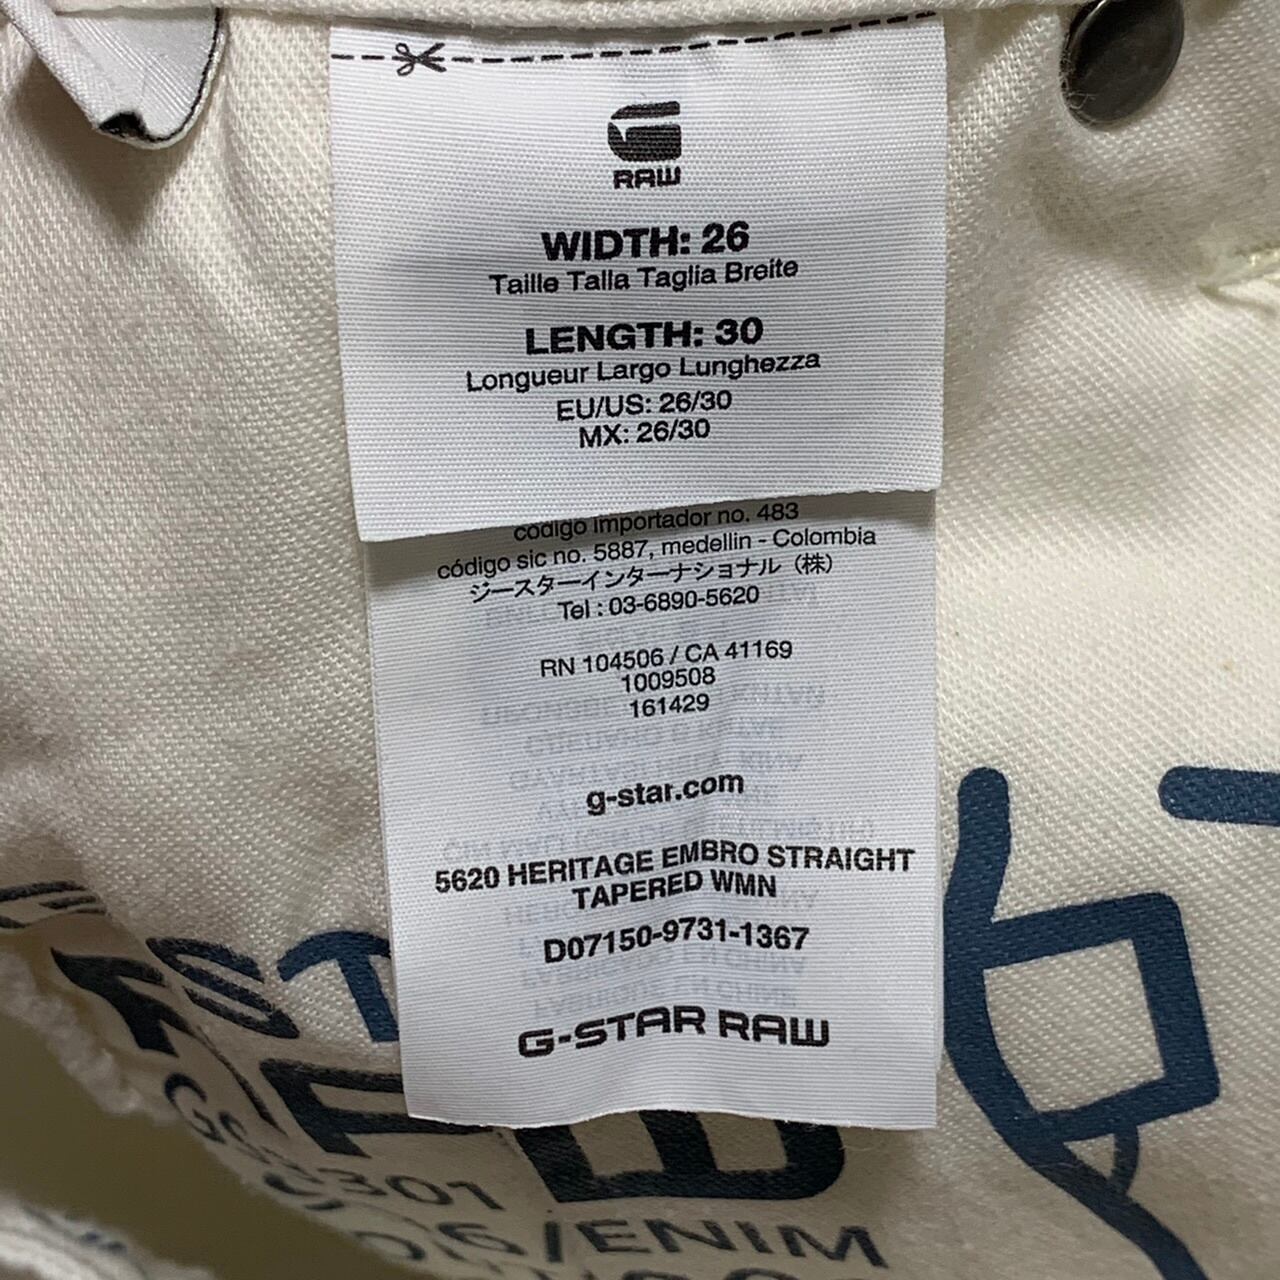 RAW
WIDTH: 26
Taille Talla Taglia Breite
LENGTH: 30
Longueur Largo Lunghezza
EU/US: 26/30
MX: 26/30
codigo importador no. 483
código sic no. 5887, medellin - Colombia
ジースターインターナショナル（株）
Tel : 03-6890-5620
RN 104506 / CA 41169
1009508
161429
g-star.com
5620 HERITAGE EMBRO STRAIGHT
TAPERED WMN
D07150-9731-1367
G-STAR RAW